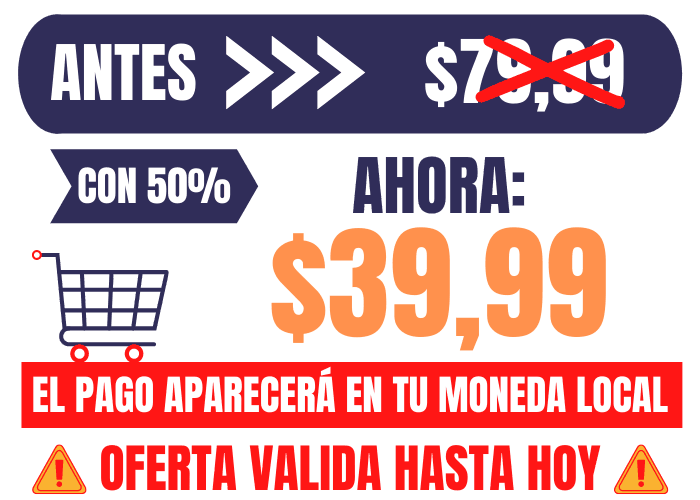 ANTES $79,99
CON 50% AHORA:
$39,99
EL PAGO APARECERÁ EN TU MONEDA LOCAL
OFERTA VALIDA HASTA HOY